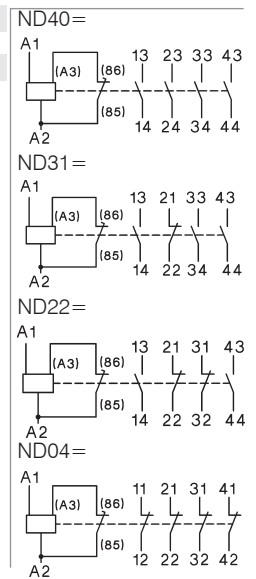 ND40=
A1 13 23 33 43
(A3) (86)
(85)
14 24 34 44
A2
ND31=
A1 13 21 33 43
(A3) (86)
(85)
14 22 34 44
A2
ND22=
A1 13 21 31 43
(A3) (86)
(85)
14 22 32 44
A2
ND04=
A1 11 21 31 41
(A3) (86)
(85)
12 22 32 42
A2